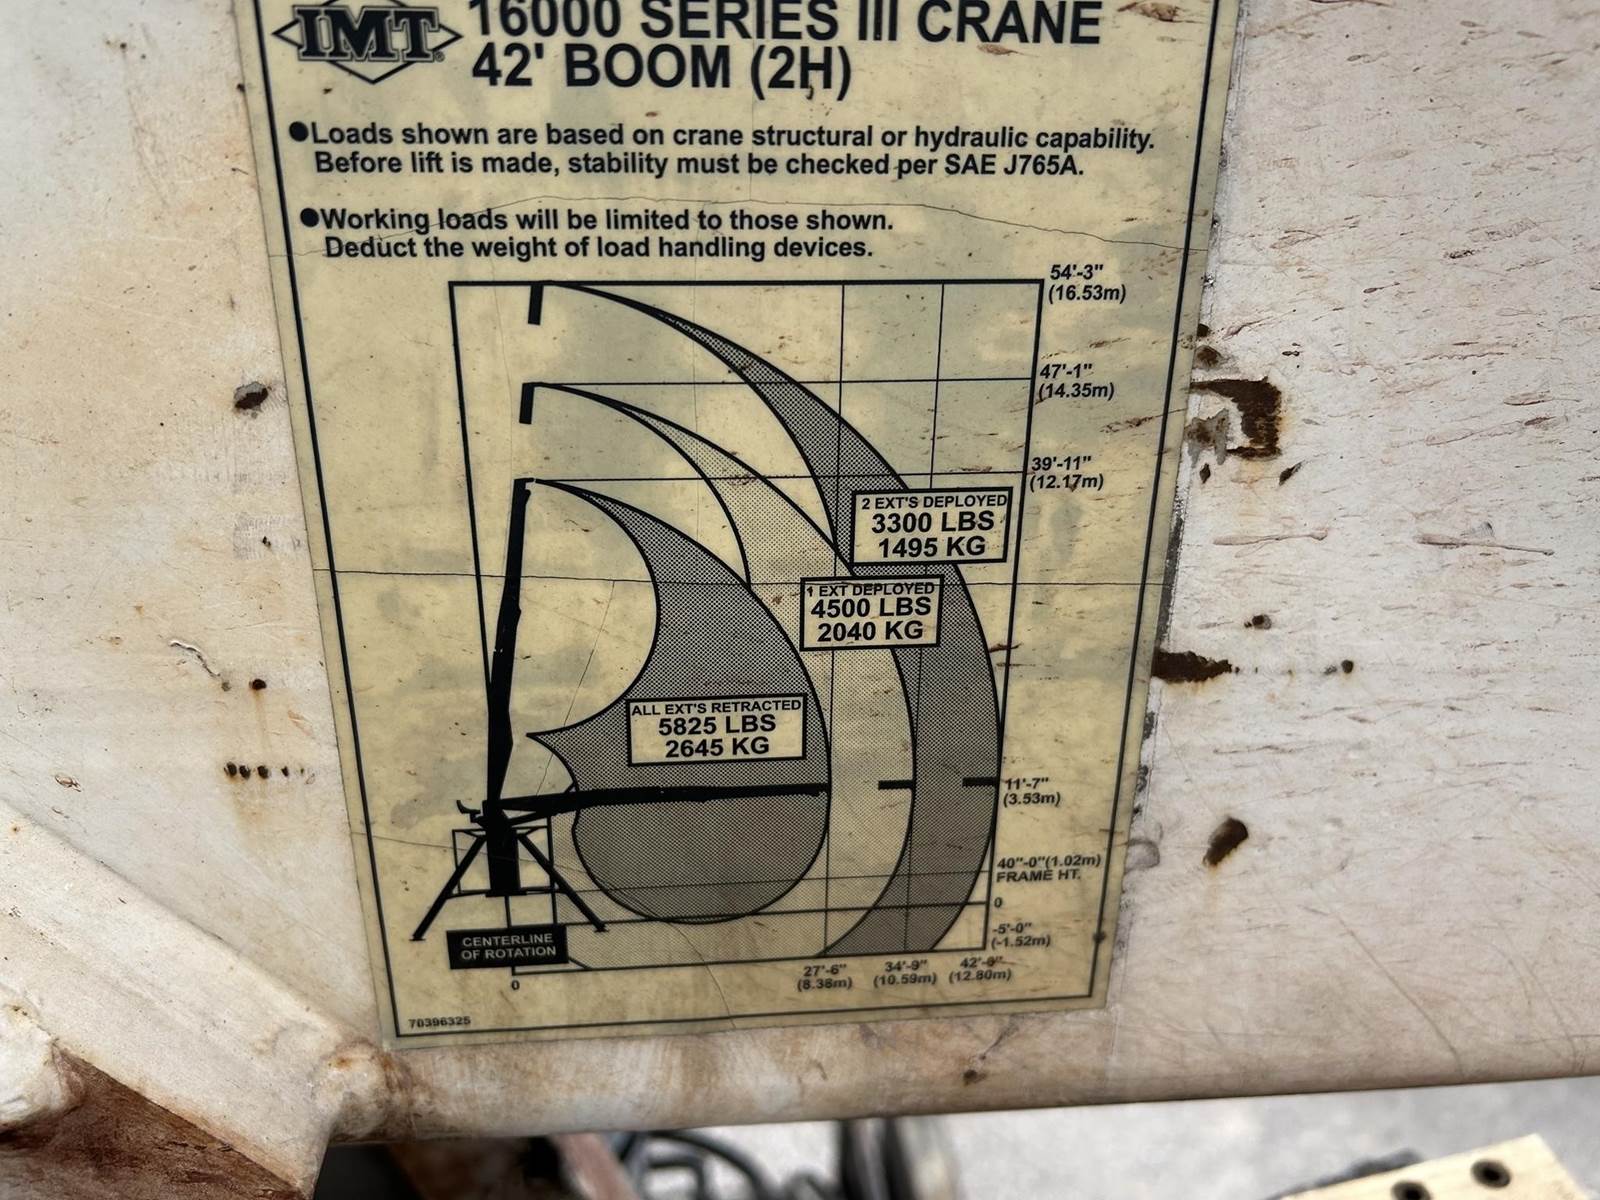 IMT®
16000 SERIES III CRANE
42' BOOM (2H)
●Loads shown are based on crane structural or hydraulic capability.
Before lift is made, stability must be checked per SAE J765A.
●Working loads will be limited to those shown.
Deduct the weight of load handling devices.
54'-3"
(16.53m)
47'-1"
(14.35m)
39'-11"
(12.17m)
2 EXT'S DEPLOYED
3300 LBS
1495 KG
1 EXT DEPLOYED
4500 LBS
2040 KG
ALL EXT'S RETRACTED
5825 LBS
2645 KG
11'-7"
(3.53m)
40"-0"(1.02m)
FRAME HT.
0
-5'-0"
(-1.52m)
CENTERLINE
OF ROTATION
0
27'-6"
(8.38m)
34'-9"
(10.59m)
42'-0"
(12.80m)
70396325